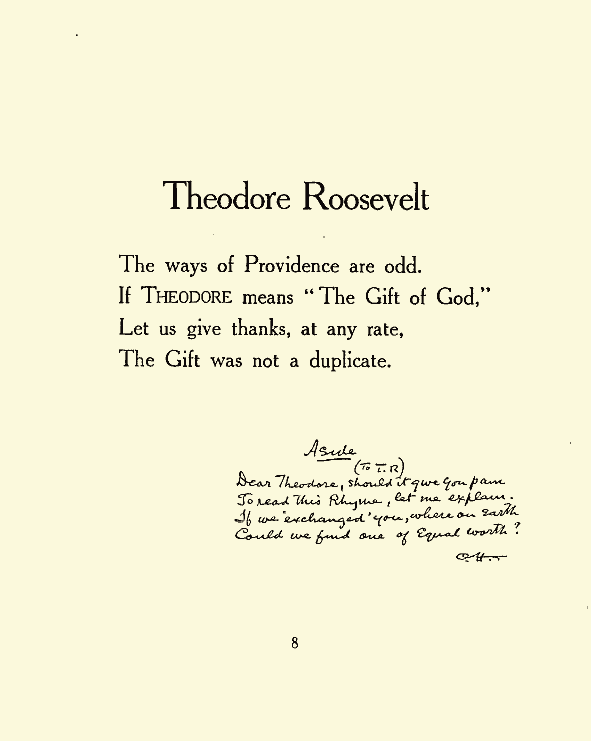 Theodore Roosevelt
The ways of Providence are odd.
If THEODORE means "The Gift of God,"
Let us give thanks, at any rate,
The Gift was not a duplicate.
Aside
(To T. R)
Dear Theodore, should it give you pain
To read this Rhyme, let me explain.
If we 'exchanged' you, where on Earth
Could we find one of Equal worth?
O.H.
8